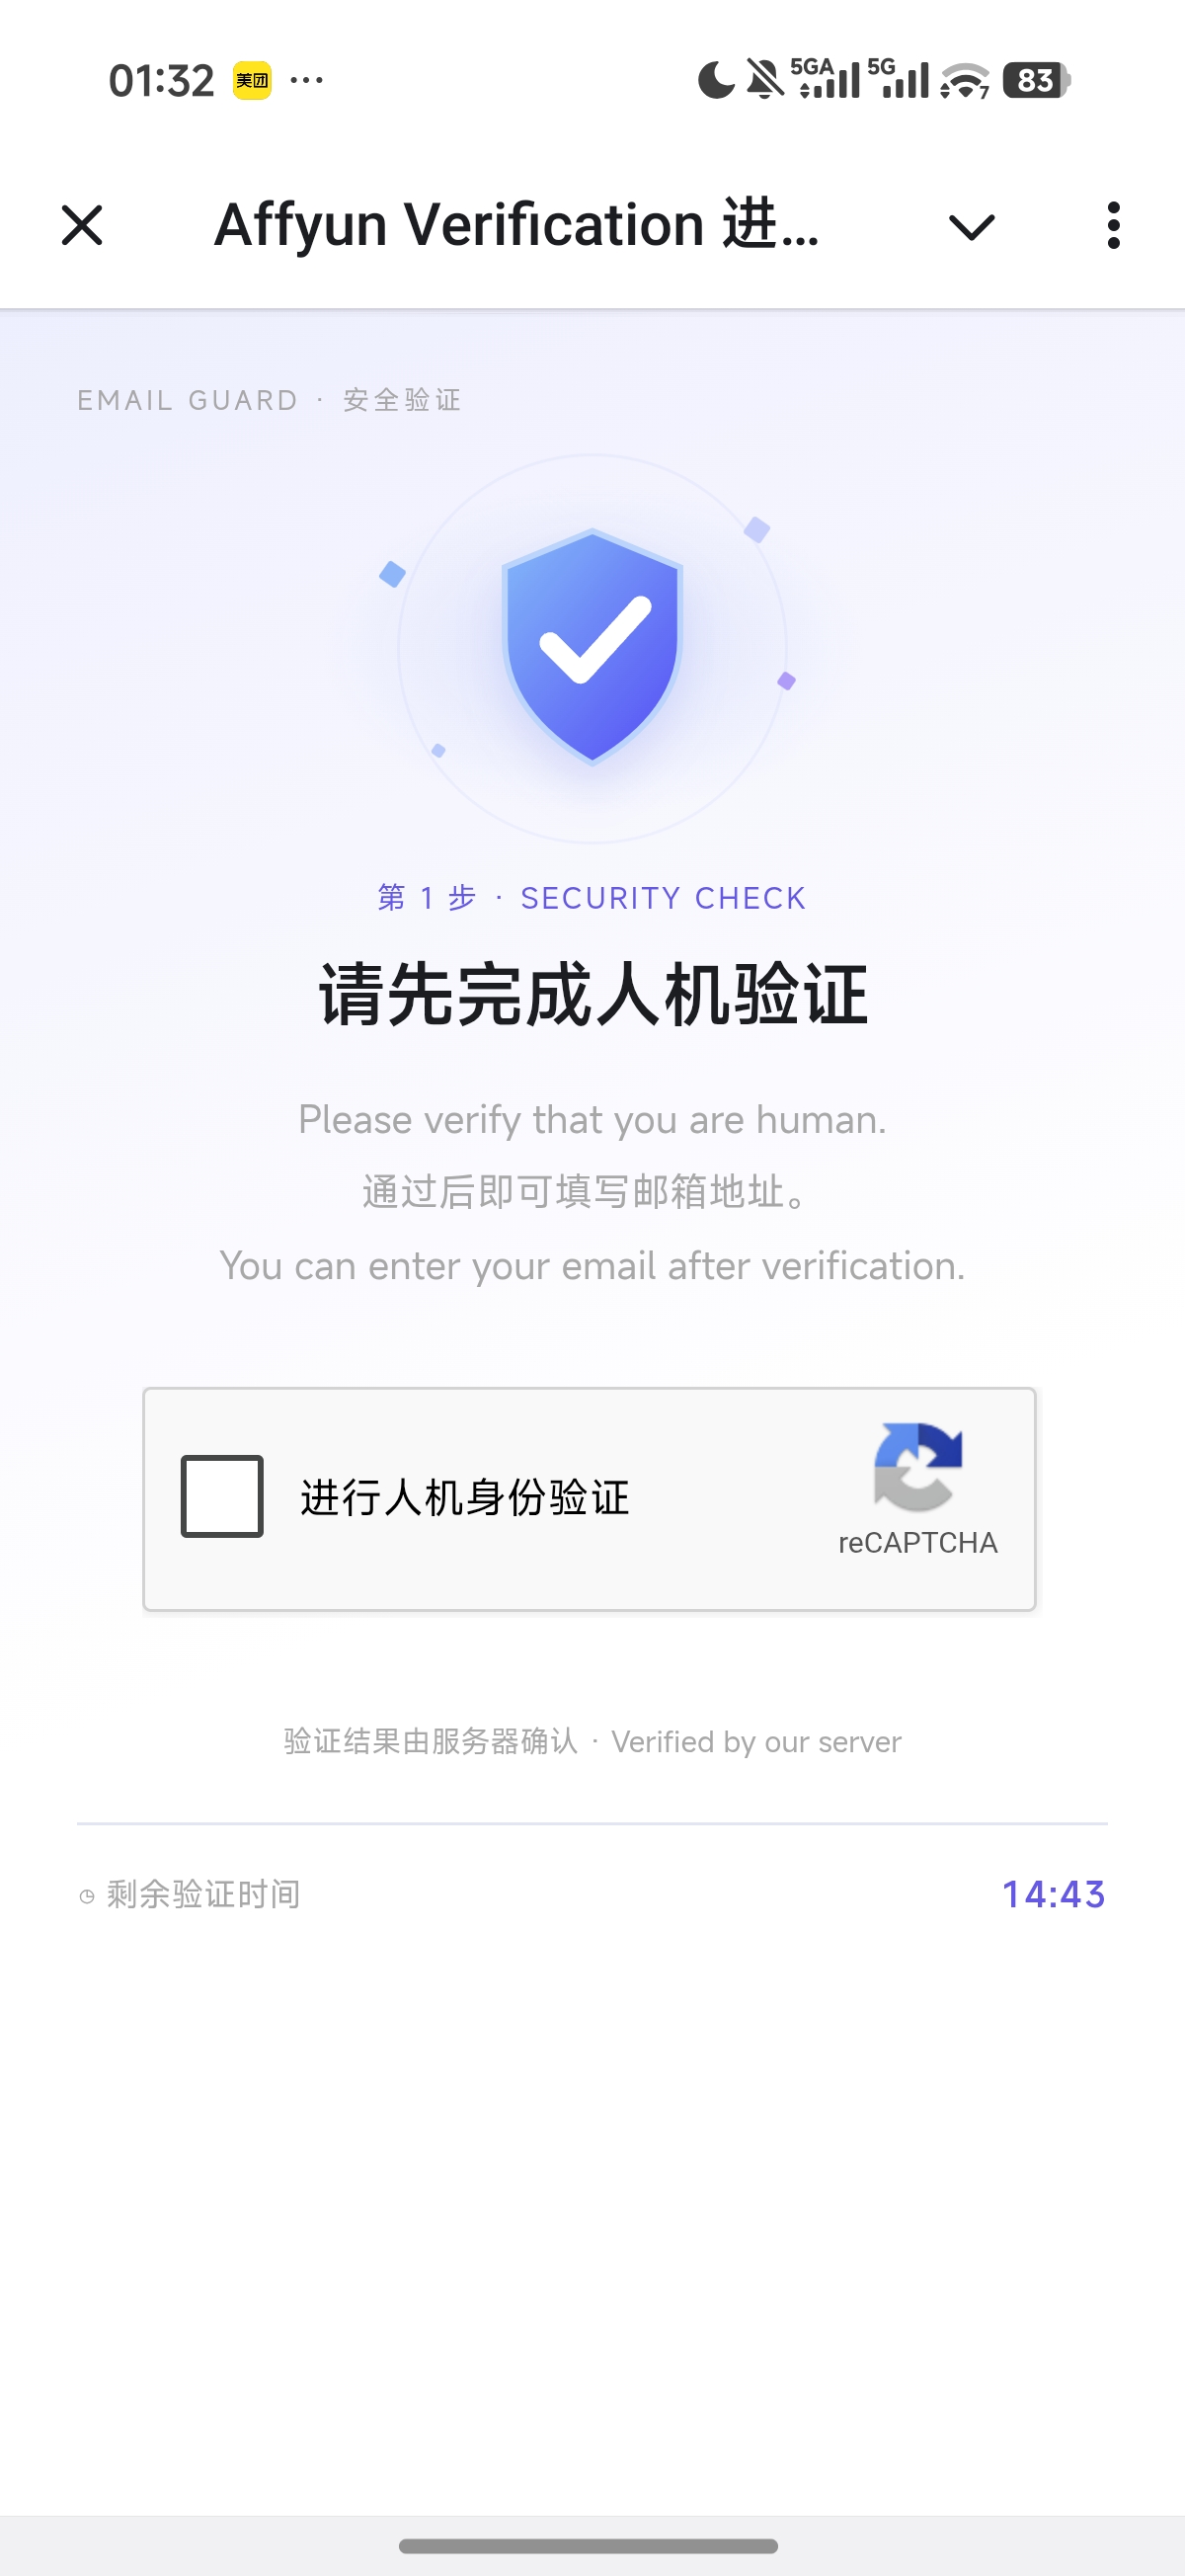 01:32 美团 ... 5GA 5G 7 83
Affyun Verification 进...
EMAIL GUARD · 安全验证
第 1 步 · SECURITY CHECK
请先完成人机验证
Please verify that you are human.
通过后即可填写邮箱地址。
You can enter your email after verification.
进行人机身份验证
reCAPTCHA
验证结果由服务器确认 · Verified by our server
剩余验证时间 14:43